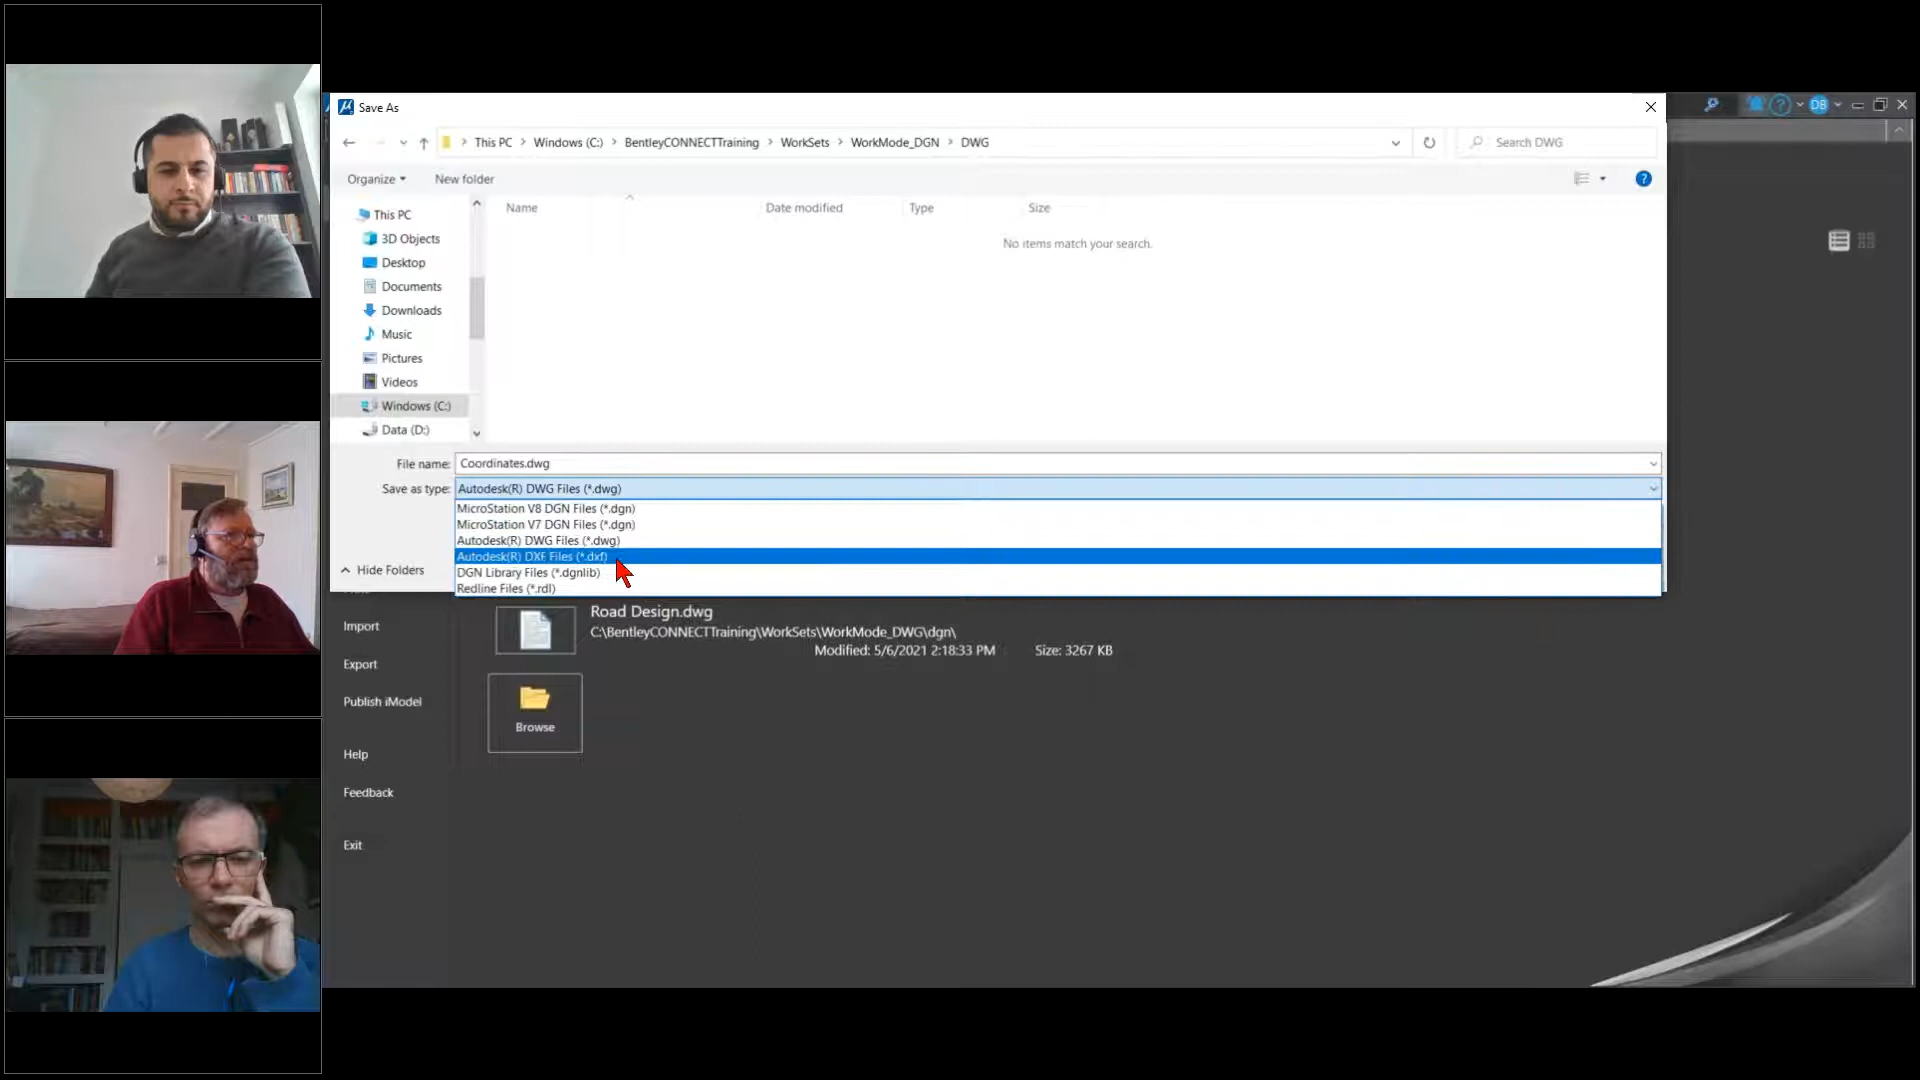 Save As
This PC > Windows (C:) > BentleyCONNECTTraining > WorkSets > WorkMode_DGN > DWG
Search DWG
DB
Organize
New folder
Name
Date modified
Type
Size
No items match your search.
This PC
3D Objects
Desktop
Documents
Downloads
Music
Pictures
Videos
Windows (C:)
Data (D:)
File name:
Coordinates.dwg
Save as type:
Autodesk(R) DWG Files (*.dwg)
MicroStation V8 DGN Files (*.dgn)
MicroStation V7 DGN Files (*.dgn)
Autodesk(R) DWG Files (*.dwg)
Autodesk(R) DXF Files (*.dxf)
DGN Library Files (*.dgnlib)
Redline Files (*.rdl)
Hide Folders
Road Design.dwg
C:\BentleyCONNECTTraining\WorkSets\WorkMode_DWG\dgn\
Modified: 5/6/2021 2:18:33 PM
Size: 3267 KB
Browse
Import
Export
Publish iModel
Help
Feedback
Exit